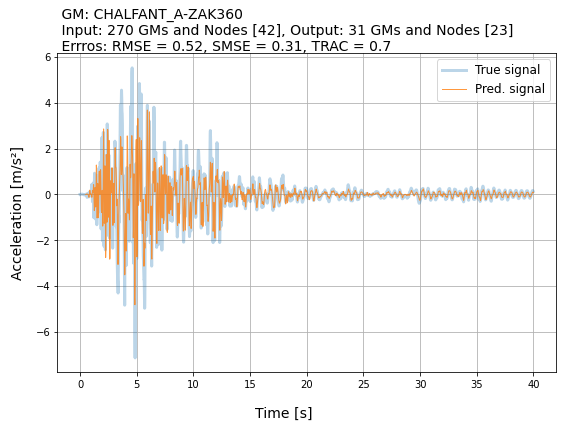 GM: CHALFANT_A-ZAK360
Input: 270 GMs and Nodes [42], Output: 31 GMs and Nodes [23]
Errros: RMSE = 0.52, SMSE = 0.31, TRAC = 0.7
True signal
Pred. signal
Acceleration [m/s²]
6
4
2
0
−2
−4
−6
0 5 10 15 20 25 30 35 40
Time [s]